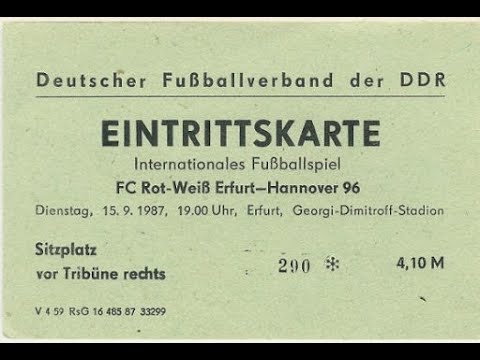 Deutscher Fußballverband der DDR
EINTRITTSKARTE
Internationales Fußballspiel
FC Rot-Weiß Erfurt—Hannover 96
Dienstag, 15. 9. 1987, 19.00 Uhr, Erfurt, Georgi-Dimitroff-Stadion
Sitzplatz
vor Tribüne rechts 290 * 4,10 M
V 4 59 RsG 16 485 87 33299